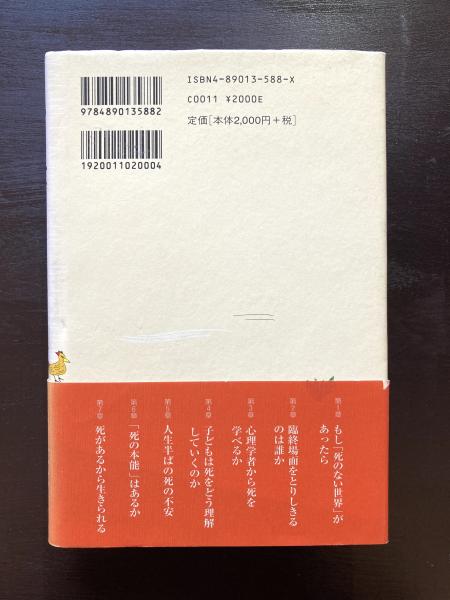 9784890135882
1920011020004
ISBN4-89013-588-X
C0011 ¥2000E
定価[本体2,000円+税]
第1章
もし「死のない世界」が
あったら
第2章
臨終場面をとりしきる
のは誰か
第3章
心理学者から死を
学べるか
第4章
子どもは死をどう理解
していくのか
第5章
人生半ばの死の不安
第6章
「死の本能」はあるか
第7章
死があるから生きられる